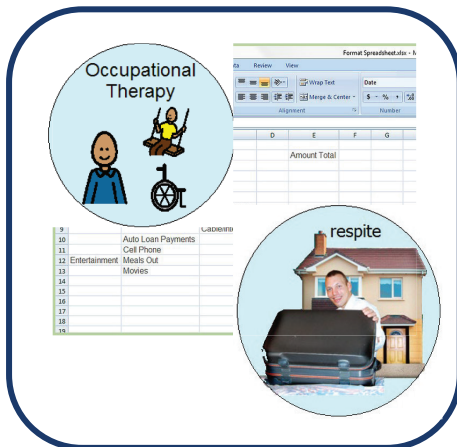 Occupational
Therapy
Format Spreadsheet.xlsx - M
ata Review View
Wrap Text
Date
Merge & Center
$ % ,
Alignment
Number
D E F G
Amount Total
9
10 Auto Loan Payments
11 Cell Phone
12 Entertainment Meals Out
13 Movies
14
15
16
17
18
19
respite